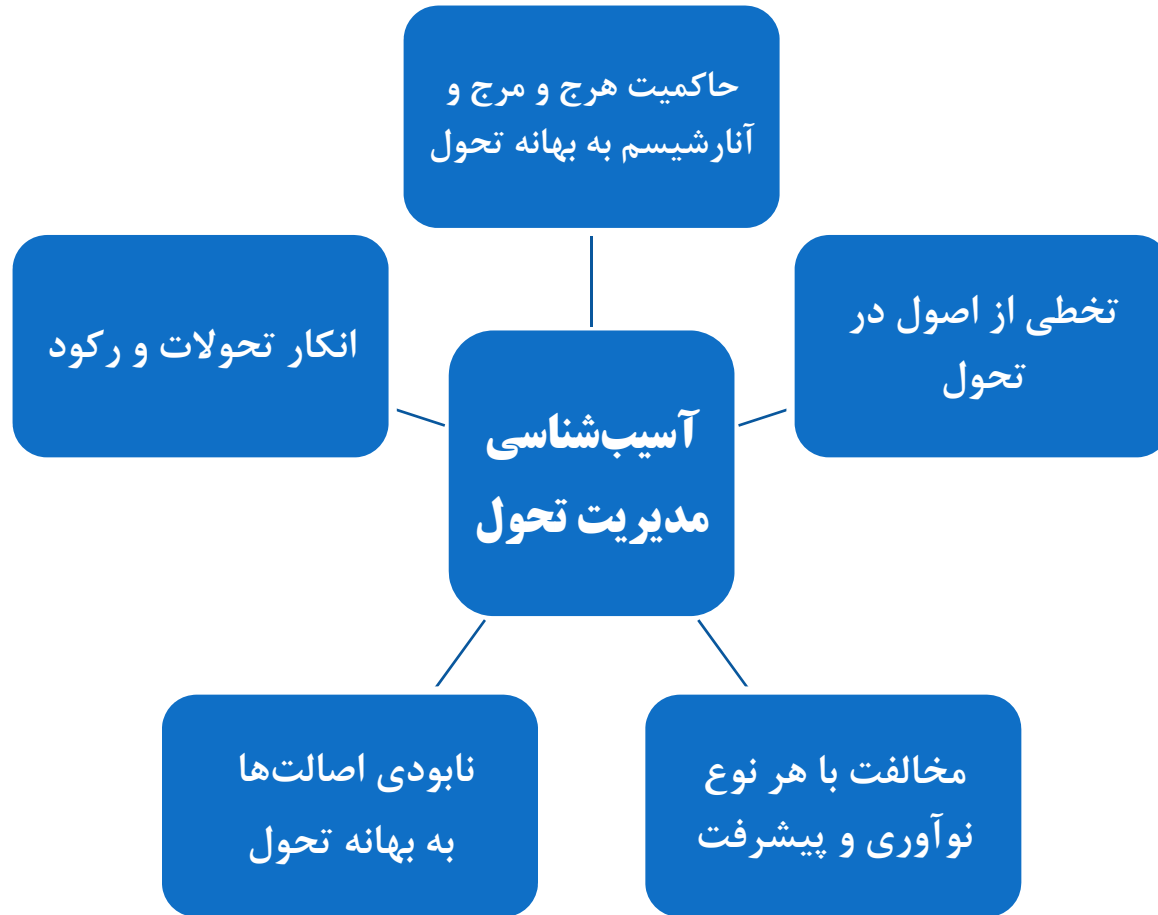 حاکمیت هرج و مرج و
آنارشیسم به بهانه تحول
تخطی از اصول در
تحول
انکار تحولات و رکود
آسیب‌شناسی
مدیریت تحول
مخالفت با هر نوع
نوآوری و پیشرفت
نابودی اصالت‌ها
به بهانه تحول